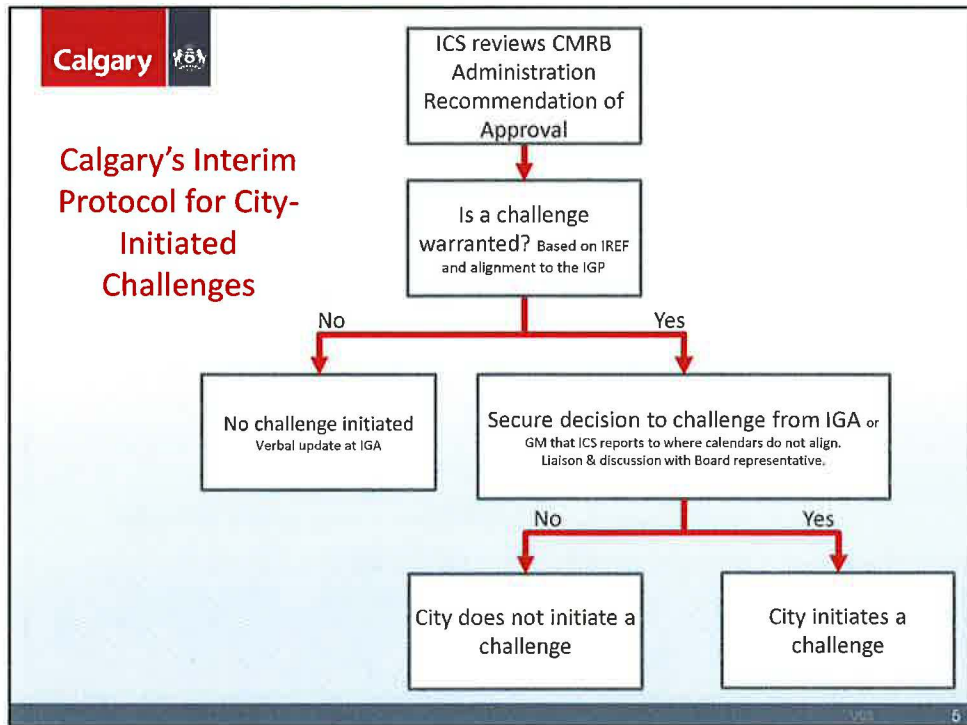 Calgary
Calgary's Interim
Protocol for City-
Initiated
Challenges
ICS reviews CMRB
Administration
Recommendation of
Approval
Is a challenge
warranted? Based on IREF
and alignment to the IGP
No
Yes
No challenge initiated
Verbal update at IGA
Secure decision to challenge from IGA or
GM that ICS reports to where calendars do not align.
Liaison & discussion with Board representative.
No
Yes
City does not initiate a
challenge
City initiates a
challenge
5